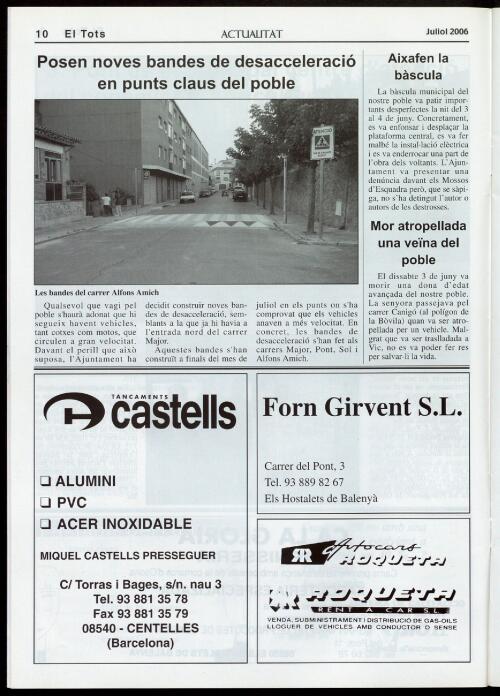 10 El Tots
ACTUALITAT
Juliol 2006
Posen noves bandes de desacceleració
en punts claus del poble
ATENCIÓ
Les bandes del carrer Alfons Amich
Qualsevol que vagi pel
poble s'haurà adonat que hi
segueix havent vehicles,
tant cotxes com motos, que
circulen a gran velocitat.
Davant el perill que això
suposa, l'Ajuntament ha
decidit construir noves ban-
des de desacceleració, sem-
blants a la que ja hi havia a
l'entrada nord del carrer
Major.
Aquestes bandes s'han
construït a finals del mes de
juliol en els punts on s'ha
comprovat que els vehicles
anaven a més velocitat. En
concret, les bandes de
desacceleració s'han fet als
carrers Major, Pont, Sol i
Alfons Amich.
Aixafen la
bàscula
La bàscula municipal del
nostre poble va patir impor-
tants desperfectes la nit del 3
al 4 de juny. Concretament,
es va enfonsar i desplaçar la
plataforma central, es va fer
malbé la instal·lació elèctrica
i es va enderrocar una part de
l'obra dels voltants. L'Ajun-
tament va presentar una
denúncia davant els Mossos
d'Esquadra però, que se sàpi-
ga, no s'ha detingut l'autor o
autors de les destrosses.
Mor atropellada
una veïna del
poble
El dissabte 3 de juny va
morir una dona d'edat
avançada del nostre poble.
La senyora passejava pel
carrer Canigó (al polígon de
la Bòvila) quan va ser atro-
pellada per un vehicle. Mal-
grat que va ser traslladada a
Vic, no es va poder fer res
per salvar-li la vida.
TANCAMENTS
castells
❑ ALUMINI
❑ PVC
❑ ACER INOXIDABLE
MIQUEL CASTELLS PRESSEGUER
C/ Torras i Bages, s/n. nau 3
Tel. 93 881 35 78
Fax 93 881 35 79
08540 - CENTELLES
(Barcelona)
Forn Girvent S.L.
Carrer del Pont, 3
Tel. 93 889 82 67
Els Hostalets de Balenyà
RR Autocars
ROQUETA
RR ROQUETA
RENT A CAR S.L.
VENDA, SUBMINISTRAMENT I DISTRIBUCIÓ DE GAS-OILS
LLOGUER DE VEHICLES AMB CONDUCTOR O SENSE